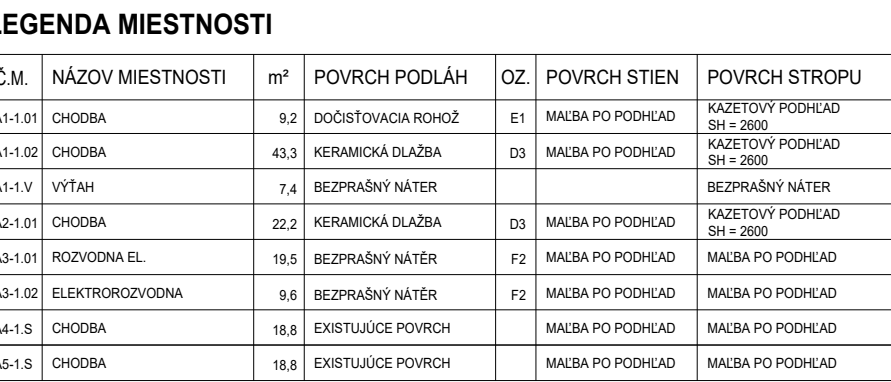 LEGENDA MIESTNOSTI
Č.M. NÁZOV MIESTNOSTI m² POVRCH PODLÁH OZ. POVRCH STIEN POVRCH STROPU
A1-1.01 CHODBA 9,2 DOČISŤOVACIA ROHOŽ E1 MAĽBA PO PODHĽAD KAZETOVÝ PODHĽAD
SH = 2600
A1-1.02 CHODBA 43,3 KERAMICKÁ DLAŽBA D3 MAĽBA PO PODHĽAD KAZETOVÝ PODHĽAD
SH = 2600
A1-1.V VÝŤAH 7,4 BEZPRAŠNÝ NÁTER BEZPRAŠNÝ NÁTER
A2-1.01 CHODBA 22,2 KERAMICKÁ DLAŽBA D3 MAĽBA PO PODHĽAD KAZETOVÝ PODHĽAD
SH = 2600
A3-1.01 ROZVODNA EL. 19,5 BEZPRAŠNÝ NÁTĚR F2 MAĽBA PO PODHĽAD MAĽBA PO PODHĽAD
A3-1.02 ELEKTROROZVODNA 9,6 BEZPRAŠNÝ NÁTĚR F2 MAĽBA PO PODHĽAD MAĽBA PO PODHĽAD
A4-1.S CHODBA 18,8 EXISTUJÚCE POVRCH MAĽBA PO PODHĽAD MAĽBA PO PODHĽAD
A5-1.S CHODBA 18,8 EXISTUJÚCE POVRCH MAĽBA PO PODHĽAD MAĽBA PO PODHĽAD